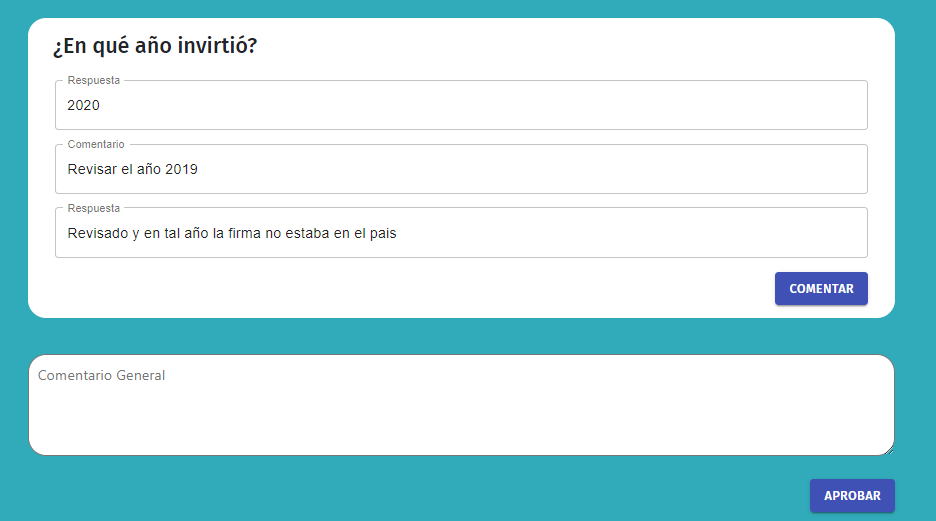 ¿En qué año invirtió?
Respuesta
2020
Comentario
Revisar el año 2019
Respuesta
Revisado y en tal año la firma no estaba en el pais
COMENTAR
Comentario General
APROBAR